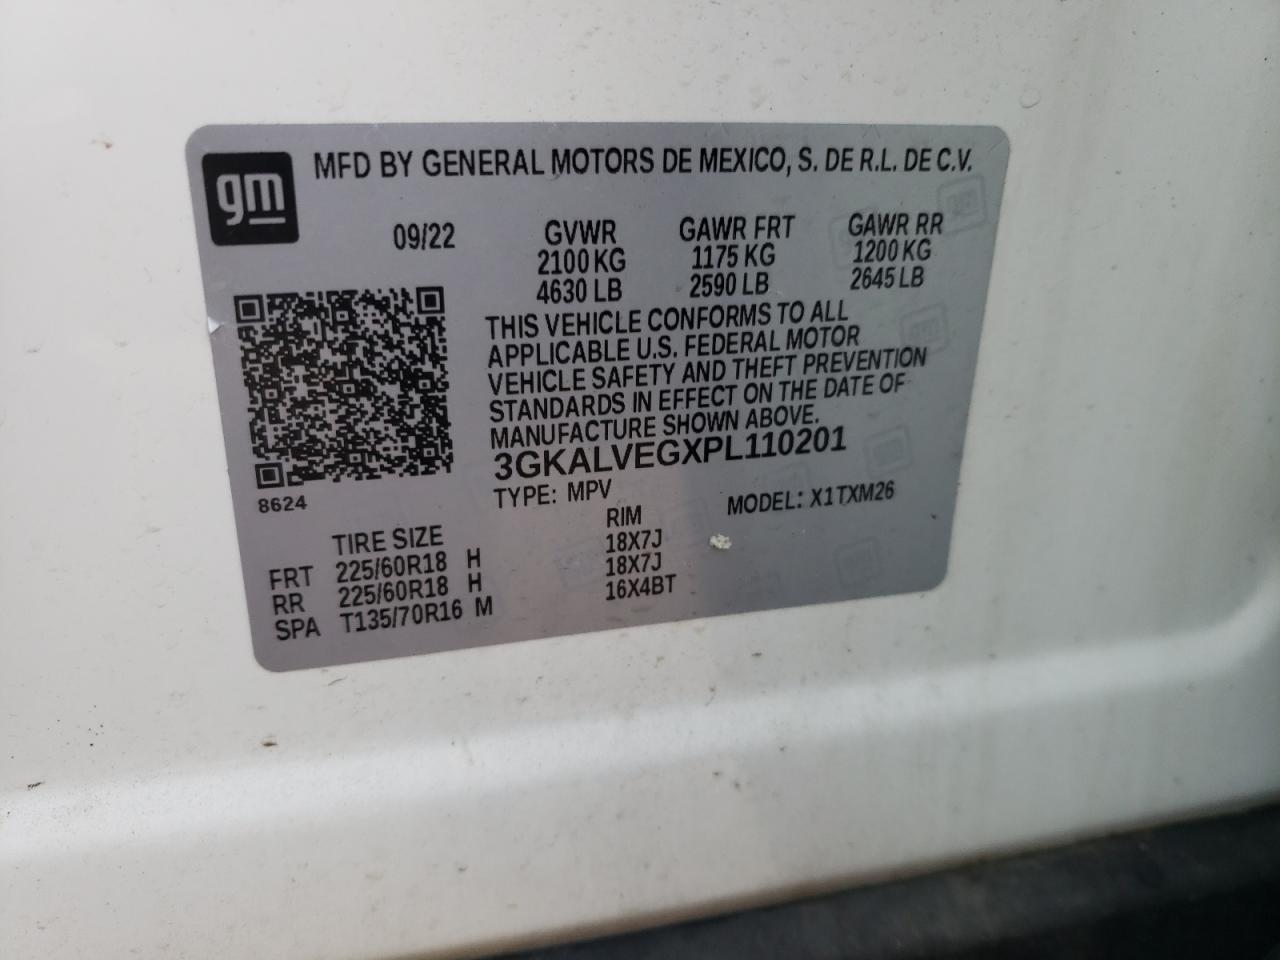 gm
MFD BY GENERAL MOTORS DE MEXICO, S. DE R.L. DE C.V.
09/22 GVWR GAWR FRT GAWR RR
2100 KG 1175 KG 1200 KG
4630 LB 2590 LB 2645 LB
THIS VEHICLE CONFORMS TO ALL
APPLICABLE U.S. FEDERAL MOTOR
VEHICLE SAFETY AND THEFT PREVENTION
STANDARDS IN EFFECT ON THE DATE OF
MANUFACTURE SHOWN ABOVE.
3GKALVEGXPL110201
8624
TYPE: MPV MODEL: X1TXM26
TIRE SIZE RIM
FRT 225/60R18 H 18X7J
RR 225/60R18 H 18X7J
SPA T135/70R16 M 16X4BT